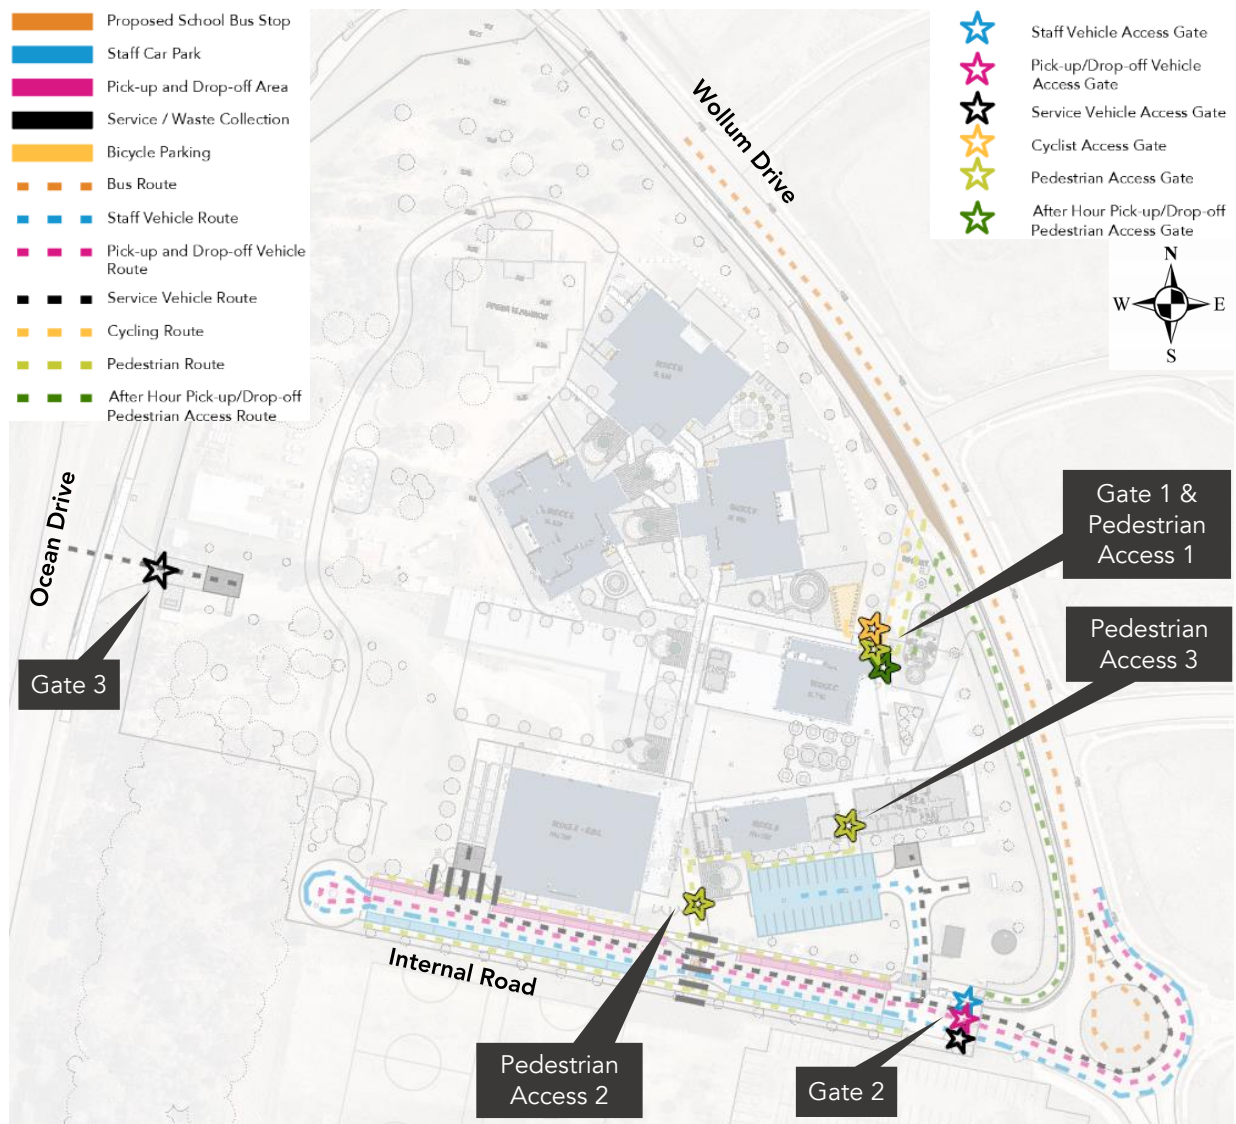 Proposed School Bus Stop
Staff Car Park
Pick-up and Drop-off Area
Service / Waste Collection
Bicycle Parking
Bus Route
Staff Vehicle Route
Pick-up and Drop-off Vehicle
Route
Service Vehicle Route
Cycling Route
Pedestrian Route
After Hour Pick-up/Drop-off
Pedestrian Access Route
Staff Vehicle Access Gate
Pick-up/Drop-off Vehicle
Access Gate
Service Vehicle Access Gate
Cyclist Access Gate
Pedestrian Access Gate
After Hour Pick-up/Drop-off
Pedestrian Access Gate
N
W
E
S
Wollum Drive
Ocean Drive
Gate 1 &
Pedestrian
Access 1
Pedestrian
Access 3
Gate 3
Internal Road
Pedestrian
Access 2
Gate 2